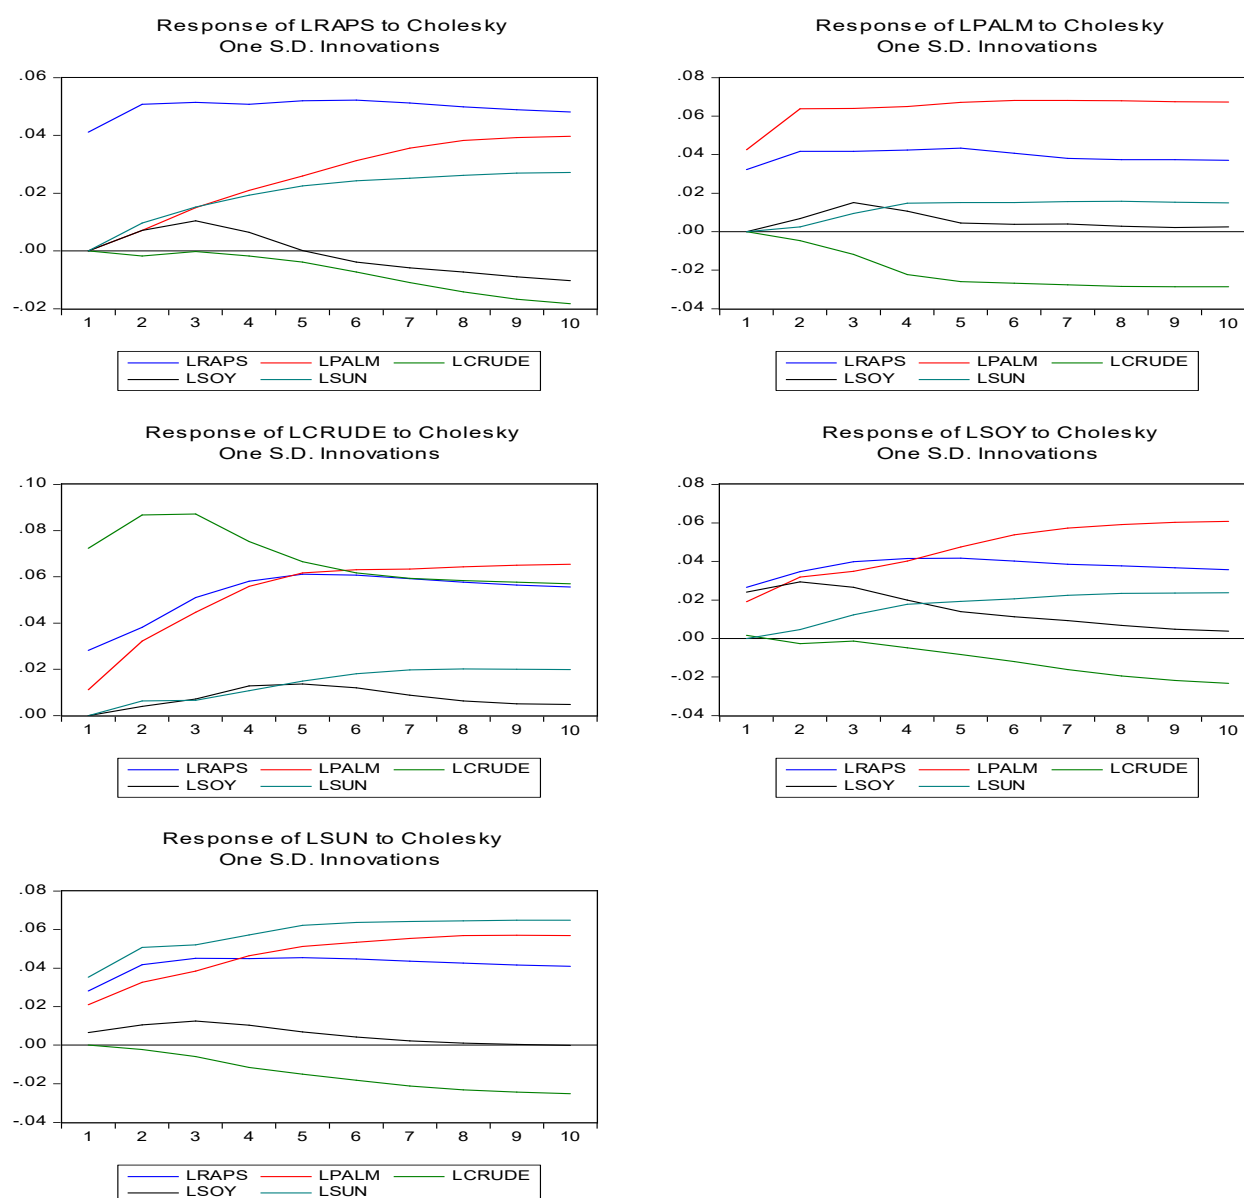 Response of LRAPS to Cholesky
One S.D. Innovations
.06
.04
.02
.00
-.02
1 2 3 4 5 6 7 8 9 10
LRAPS LPALM LCRUDE
LSOY LSUN
Response of LPALM to Cholesky
One S.D. Innovations
.08
.06
.04
.02
.00
-.02
-.04
1 2 3 4 5 6 7 8 9 10
LRAPS LPALM LCRUDE
LSOY LSUN
Response of LCRUDE to Cholesky
One S.D. Innovations
.10
.08
.06
.04
.02
.00
1 2 3 4 5 6 7 8 9 10
LRAPS LPALM LCRUDE
LSOY LSUN
Response of LSOY to Cholesky
One S.D. Innovations
.08
.06
.04
.02
.00
-.02
-.04
1 2 3 4 5 6 7 8 9 10
LRAPS LPALM LCRUDE
LSOY LSUN
Response of LSUN to Cholesky
One S.D. Innovations
.08
.06
.04
.02
.00
-.02
-.04
1 2 3 4 5 6 7 8 9 10
LRAPS LPALM LCRUDE
LSOY LSUN